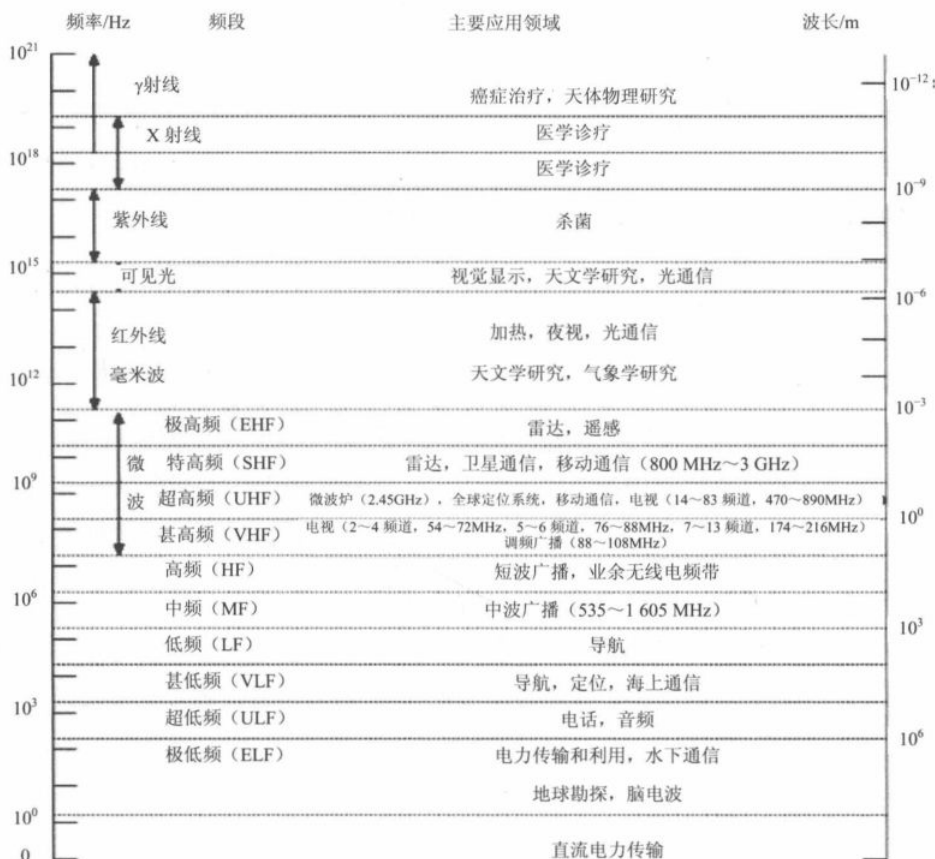 频率/Hz 频段 主要应用领域 波长/m
10²¹
γ射线 10⁻¹²
癌症治疗，天体物理研究
X 射线 医学诊疗
10¹⁸ 医学诊疗
10⁻⁹
紫外线 杀菌
10¹⁵
可见光 视觉显示，天文学研究，光通信
10⁻⁶
红外线 加热，夜视，光通信
10¹² 毫米波 天文学研究，气象学研究
10⁻³
极高频（EHF） 雷达，遥感
微 特高频（SHF） 雷达，卫星通信，移动通信（800 MHz～3 GHz）
10⁹
波 超高频（UHF） 微波炉（2.45GHz），全球定位系统，移动通信，电视（14～83 频道，470～890MHz）
10⁰
甚高频（VHF） 电视（2～4 频道，54～72MHz，5～6 频道，76～88MHz，7～13 频道，174～216MHz）
调频广播（88～108MHz）
高频（HF） 短波广播，业余无线电频带
10⁶
中频（MF） 中波广播（535～1 605 MHz）
10³
低频（LF） 导航
甚低频（VLF） 导航，定位，海上通信
10³
超低频（ULF） 电话，音频
10⁶
极低频（ELF） 电力传输和利用，水下通信
地球勘探，脑电波
10⁰
0 直流电力传输